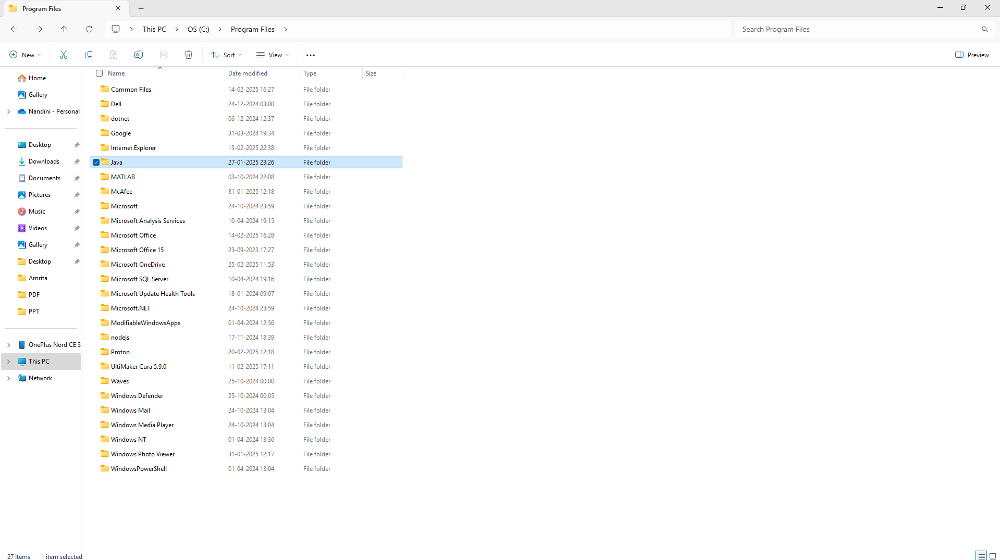 Program Files
This PC > OS (C:) > Program Files >
Search Program Files
New
Sort
View
Preview
Name Date modified Type Size
Home
Gallery
Nandini - Personal
Desktop
Downloads
Documents
Pictures
Music
Videos
Gallery
Desktop
Amrita
PDF
PPT
OnePlus Nord CE 3
This PC
Network
Common Files 14-02-2025 16:27 File folder
Dell 24-12-2024 03:00 File folder
dotnet 06-12-2024 12:37 File folder
Google 31-03-2024 19:34 File folder
Internet Explorer 13-02-2025 22:38 File folder
Java 27-01-2025 23:26 File folder
MATLAB 03-10-2024 22:08 File folder
McAfee 31-01-2025 12:18 File folder
Microsoft 24-10-2024 23:59 File folder
Microsoft Analysis Services 10-04-2024 19:15 File folder
Microsoft Office 14-02-2025 16:28 File folder
Microsoft Office 15 23-09-2023 17:27 File folder
Microsoft OneDrive 25-02-2025 11:53 File folder
Microsoft SQL Server 10-04-2024 19:16 File folder
Microsoft Update Health Tools 18-01-2024 09:07 File folder
Microsoft.NET 24-10-2024 23:59 File folder
ModifiableWindowsApps 01-04-2024 12:56 File folder
nodejs 17-11-2024 18:39 File folder
Proton 20-02-2025 12:18 File folder
UltiMaker Cura 5.9.0 11-02-2025 17:11 File folder
Waves 25-10-2024 00:00 File folder
Windows Defender 25-10-2024 00:05 File folder
Windows Mail 24-10-2024 13:04 File folder
Windows Media Player 24-10-2024 13:04 File folder
Windows NT 01-04-2024 13:36 File folder
Windows Photo Viewer 31-01-2025 12:17 File folder
WindowsPowerShell 01-04-2024 13:04 File folder
27 items 1 item selected